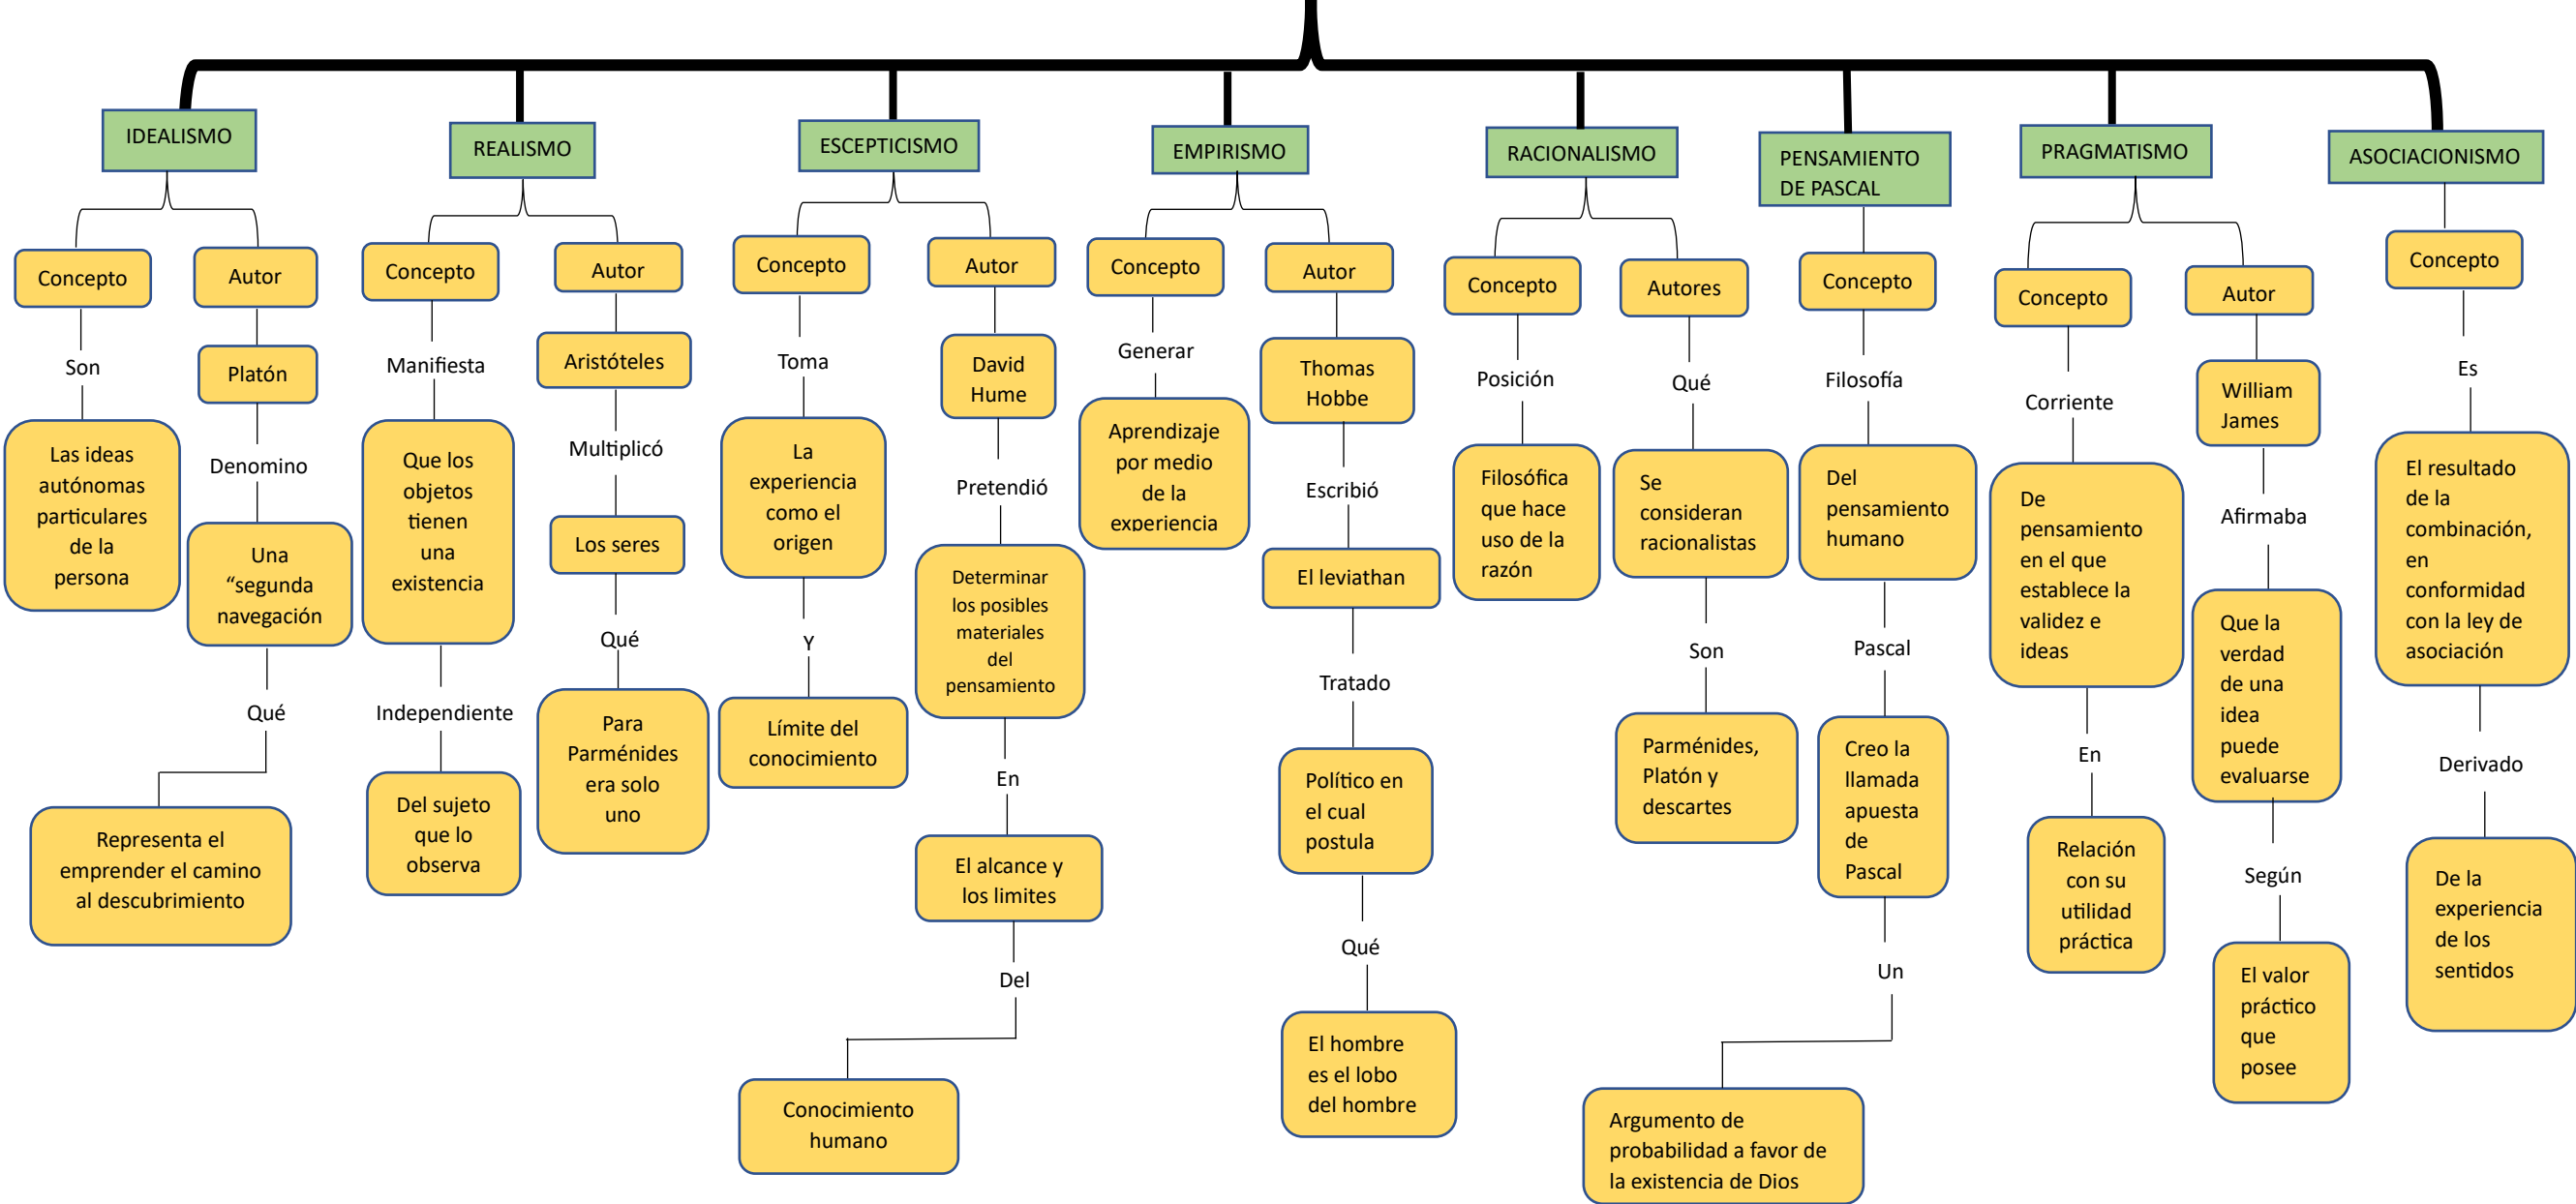 IDEALISMO
Concepto
Son
Las ideas
autónomas
particulares
de la
persona
Autor
Platón
Denomino
Una
“segunda
navegación
Qué
Representa el
emprender el camino
al descubrimiento
REALISMO
Concepto
Manifiesta
Que los
objetos
tienen
una
existencia
Independiente
Del sujeto
que lo
observa
Autor
Aristóteles
Multiplicó
Los seres
Qué
Para
Parménides
era solo
uno
ESCEPTICISMO
Concepto
Toma
La
experiencia
como el
origen
Y
Límite del
conocimiento
Autor
David
Hume
Pretendió
Determinar
los posibles
materiales
del
pensamiento
En
El alcance y
los limites
Del
Conocimiento
humano
EMPIRISMO
Concepto
Generar
Aprendizaje
por medio
de la
experiencia
Autor
Thomas
Hobbe
Escribió
El leviathan
Tratado
Político en
el cual
postula
Qué
El hombre
es el lobo
del hombre
RACIONALISMO
Concepto
Posición
Filosófica
que hace
uso de la
razón
Autores
Qué
Se
consideran
racionalistas
Son
Parménides,
Platón y
descartes
PENSAMIENTO
DE PASCAL
Concepto
Filosofía
Del
pensamiento
humano
Pascal
Creo la
llamada
apuesta
de
Pascal
Un
Argumento de
probabilidad a favor de
la existencia de Dios
PRAGMATISMO
Concepto
Corriente
De
pensamiento
en el que
establece la
validez e
ideas
En
Relación
con su
utilidad
práctica
Autor
William
James
Afirmaba
Que la
verdad
de una
idea
puede
evaluarse
Según
El valor
práctico
que
posee
ASOCIACIONISMO
Concepto
Es
El resultado
de la
combinación,
en
conformidad
con la ley de
asociación
Derivado
De la
experiencia
de los
sentidos